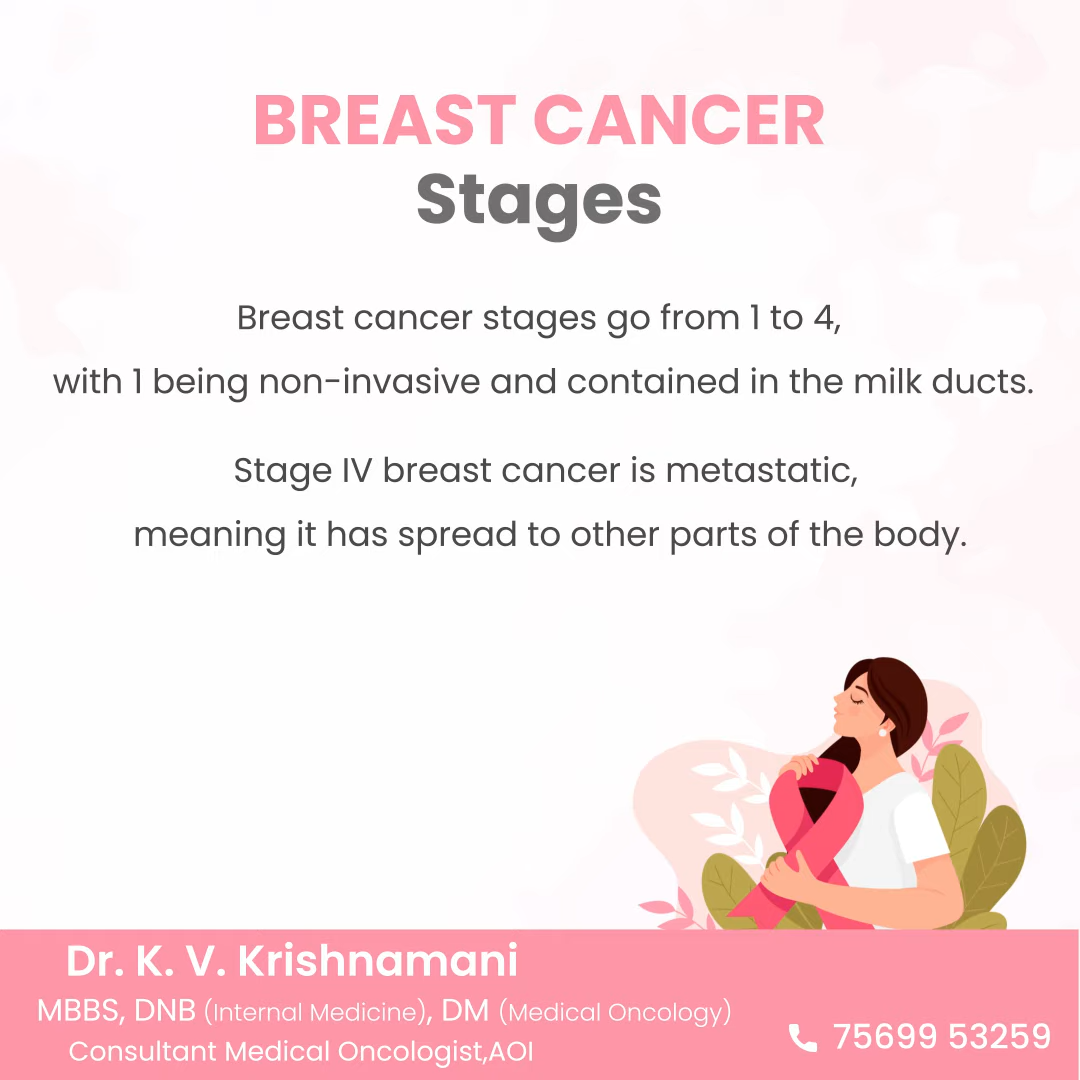 BREAST CANCER
Stages
Breast cancer stages go from 1 to 4,
with 1 being non-invasive and contained in the milk ducts.
Stage IV breast cancer is metastatic,
meaning it has spread to other parts of the body.
Dr. K. V. Krishnamani
MBBS, DNB (Internal Medicine), DM (Medical Oncology)
Consultant Medical Oncologist,AOI
75699 53259